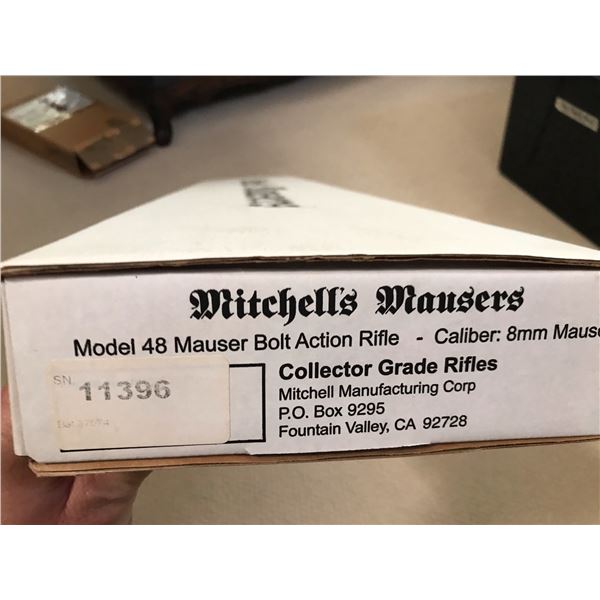 Mitchell's Mausers
Model 48 Mauser Bolt Action Rifle - Caliber: 8mm Mause
SN. 11396
Collector Grade Rifles
Mitchell Manufacturing Corp
P.O. Box 9295
Fountain Valley, CA 92728